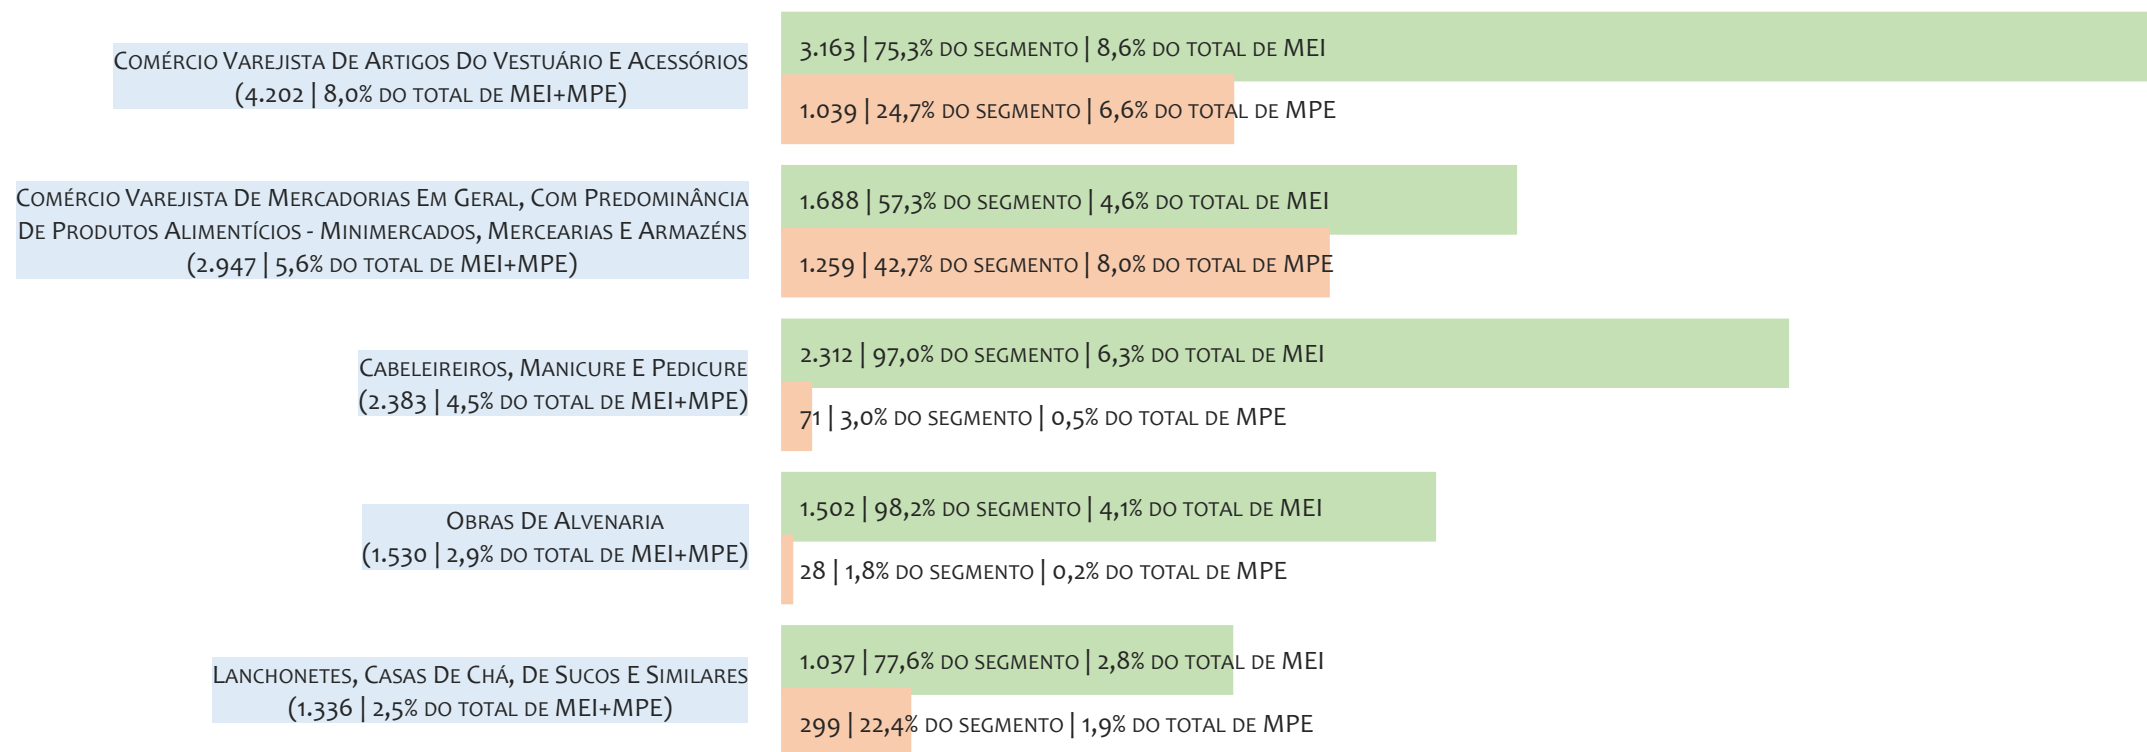 Comércio Varejista De Artigos Do Vestuário E Acessórios
(4.202 | 8,0% do total de MEI+MPE)
3.163 | 75,3% do segmento | 8,6% do total de MEI
1.039 | 24,7% do segmento | 6,6% do total de MPE
Comércio Varejista De Mercadorias Em Geral, Com Predominância
De Produtos Alimentícios - Minimercados, Mercearias E Armazéns
(2.947 | 5,6% do total de MEI+MPE)
1.688 | 57,3% do segmento | 4,6% do total de MEI
1.259 | 42,7% do segmento | 8,0% do total de MPE
Cabeleireiros, Manicure E Pedicure
(2.383 | 4,5% do total de MEI+MPE)
2.312 | 97,0% do segmento | 6,3% do total de MEI
71 | 3,0% do segmento | 0,5% do total de MPE
Obras De Alvenaria
(1.530 | 2,9% do total de MEI+MPE)
1.502 | 98,2% do segmento | 4,1% do total de MEI
28 | 1,8% do segmento | 0,2% do total de MPE
Lanchonetes, Casas De Chá, De Sucos E Similares
(1.336 | 2,5% do total de MEI+MPE)
1.037 | 77,6% do segmento | 2,8% do total de MEI
299 | 22,4% do segmento | 1,9% do total de MPE